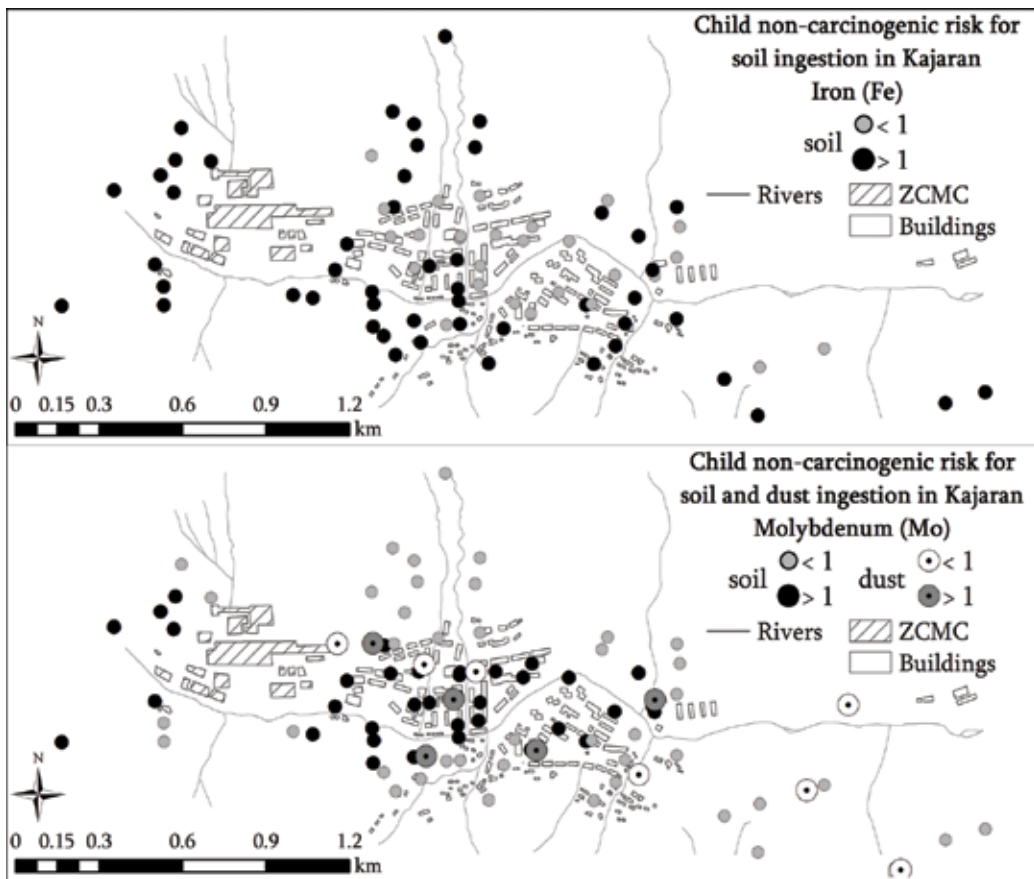 Child non-carcinogenic risk for
soil ingestion in Kajaran
Iron (Fe)
soil
< 1
> 1
Rivers
ZCMC
Buildings
N
0 0.15 0.3 0.6 0.9 1.2
km
Child non-carcinogenic risk for
soil and dust ingestion in Kajaran
Molybdenum (Mo)
soil
< 1
> 1
dust
< 1
> 1
Rivers
ZCMC
Buildings
N
0 0.15 0.3 0.6 0.9 1.2
km